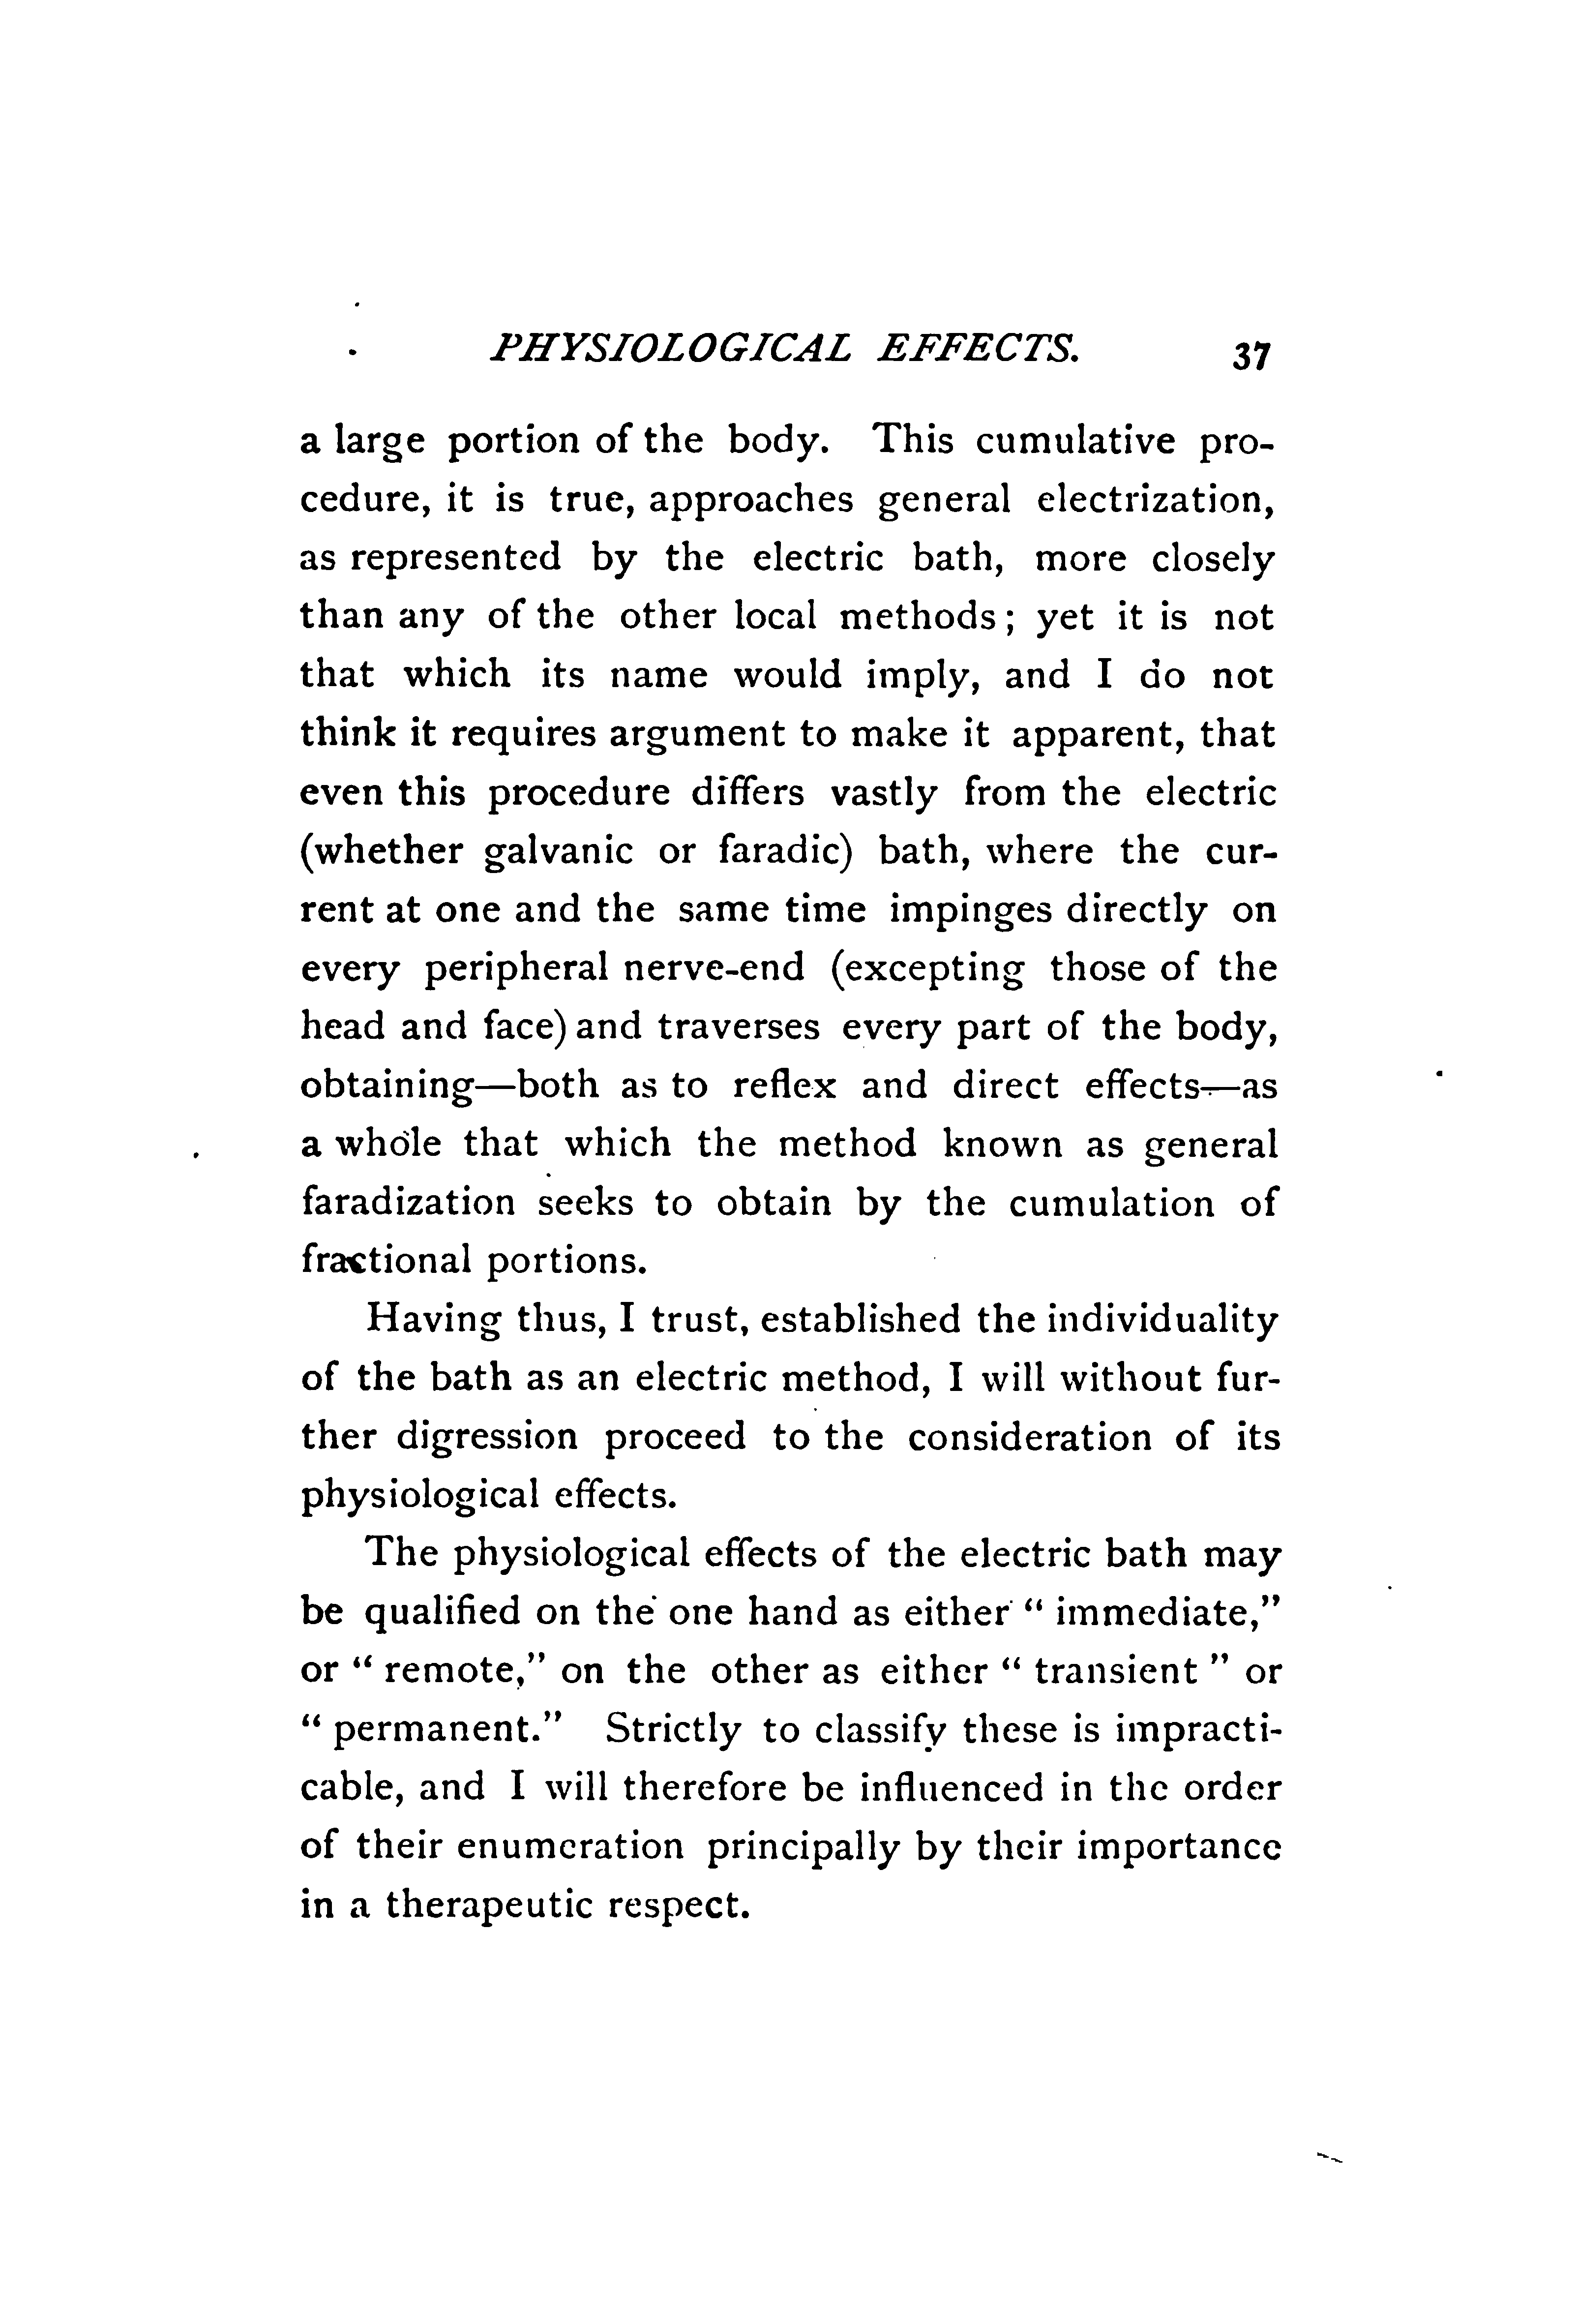 PHYSIOLOGICAL EFFECTS. 37
a large portion of the body. This cumulative pro-
cedure, it is true, approaches general electrization,
as represented by the electric bath, more closely
than any of the other local methods; yet it is not
that which its name would imply, and I do not
think it requires argument to make it apparent, that
even this procedure differs vastly from the electric
(whether galvanic or faradic) bath, where the cur-
rent at one and the same time impinges directly on
every peripheral nerve-end (excepting those of the
head and face) and traverses every part of the body,
obtaining—both as to reflex and direct effects—as
a whole that which the method known as general
faradization seeks to obtain by the cumulation of
fractional portions.
Having thus, I trust, established the individuality
of the bath as an electric method, I will without fur-
ther digression proceed to the consideration of its
physiological effects.
The physiological effects of the electric bath may
be qualified on the one hand as either “ immediate,”
or “ remote,” on the other as either “ transient ” or
“ permanent.” Strictly to classify these is impracti-
cable, and I will therefore be influenced in the order
of their enumeration principally by their importance
in a therapeutic respect.